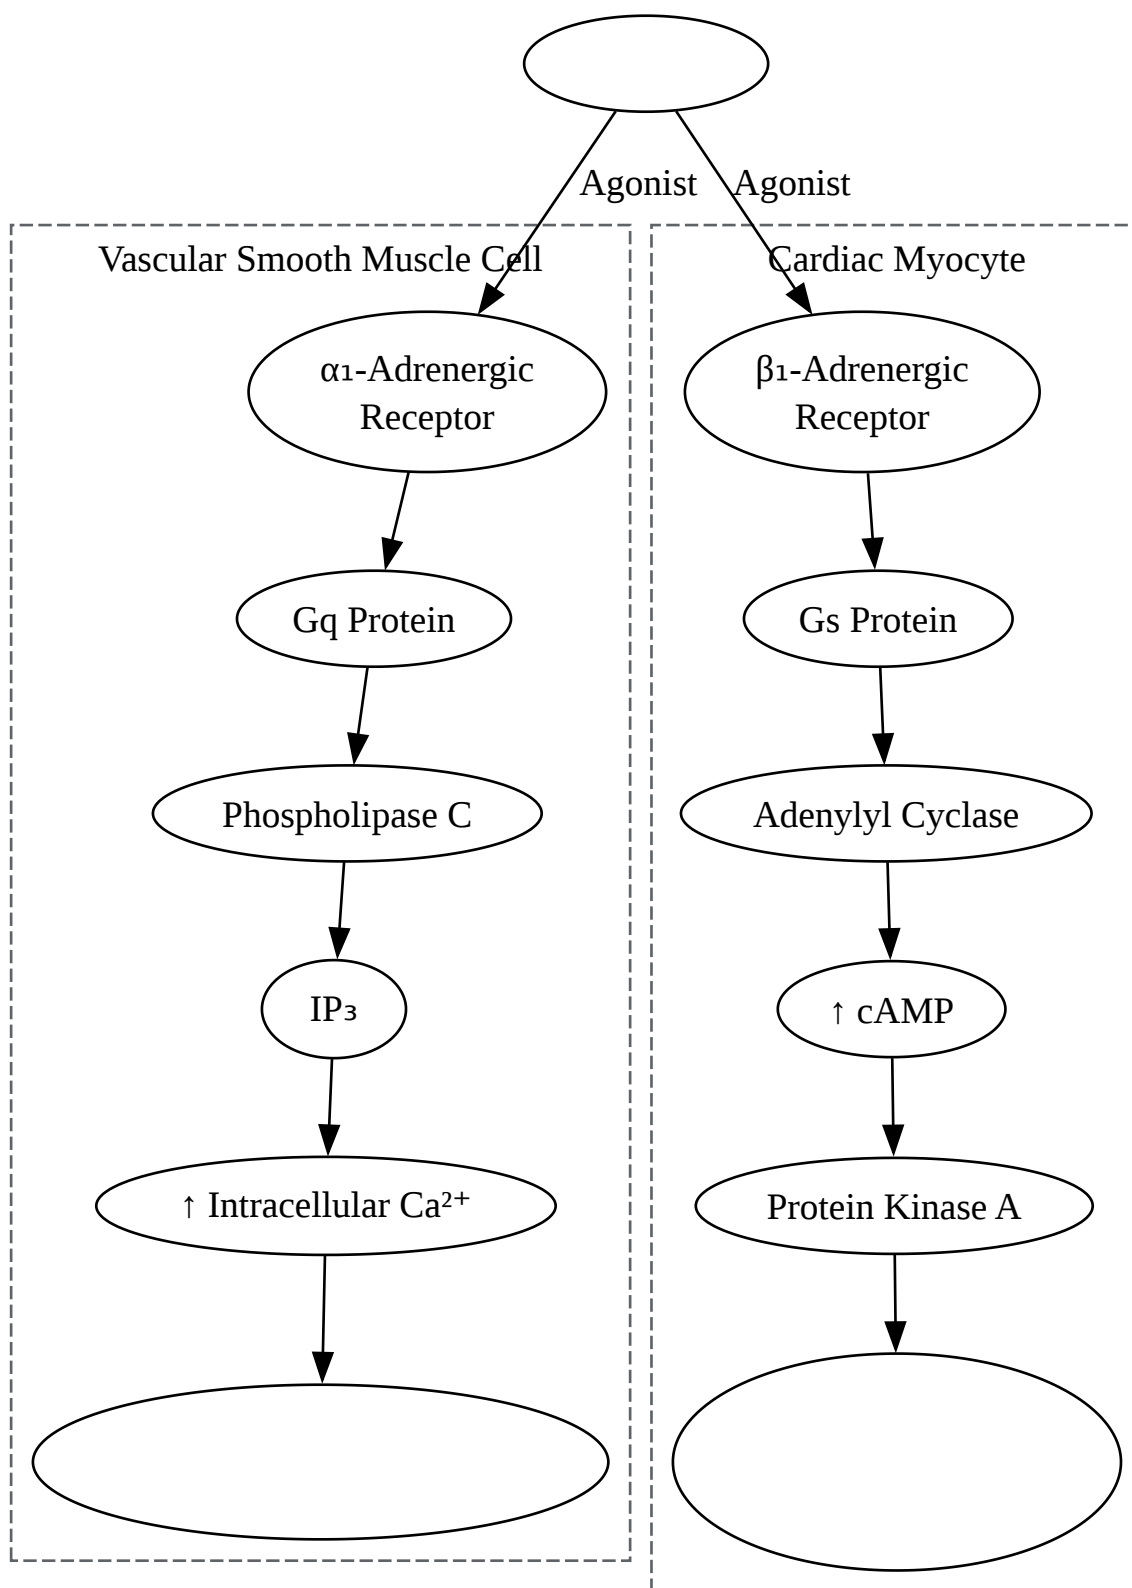 Agonist
Agonist
Vascular Smooth Muscle Cell
Cardiac Myocyte
α₁-Adrenergic
Receptor
β₁-Adrenergic
Receptor
Gq Protein
Gs Protein
Phospholipase C
Adenylyl Cyclase
IP₃
↑ cAMP
↑ Intracellular Ca²⁺
Protein Kinase A